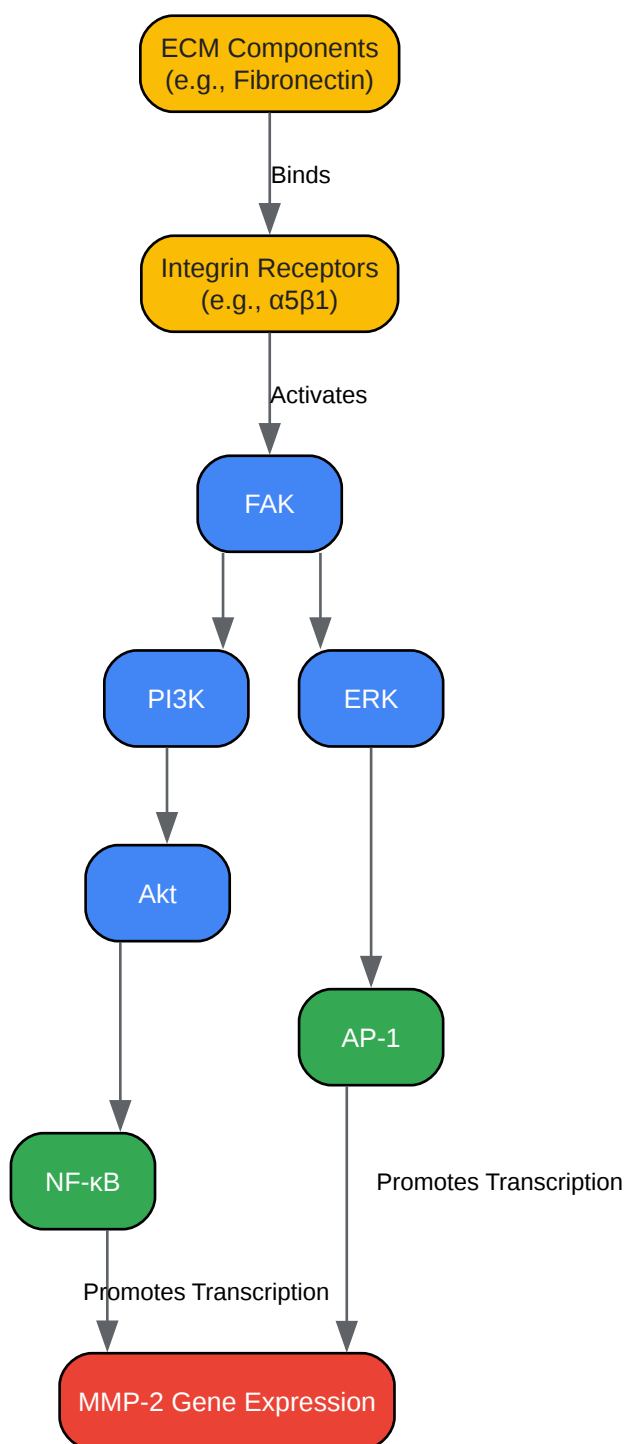 ECM Components
(e.g., Fibronectin)
Binds
Integrin Receptors
(e.g., α5β1)
Activates
FAK
PI3K
ERK
Akt
AP-1
NF-κB
Promotes Transcription
Promotes Transcription
MMP-2 Gene Expression